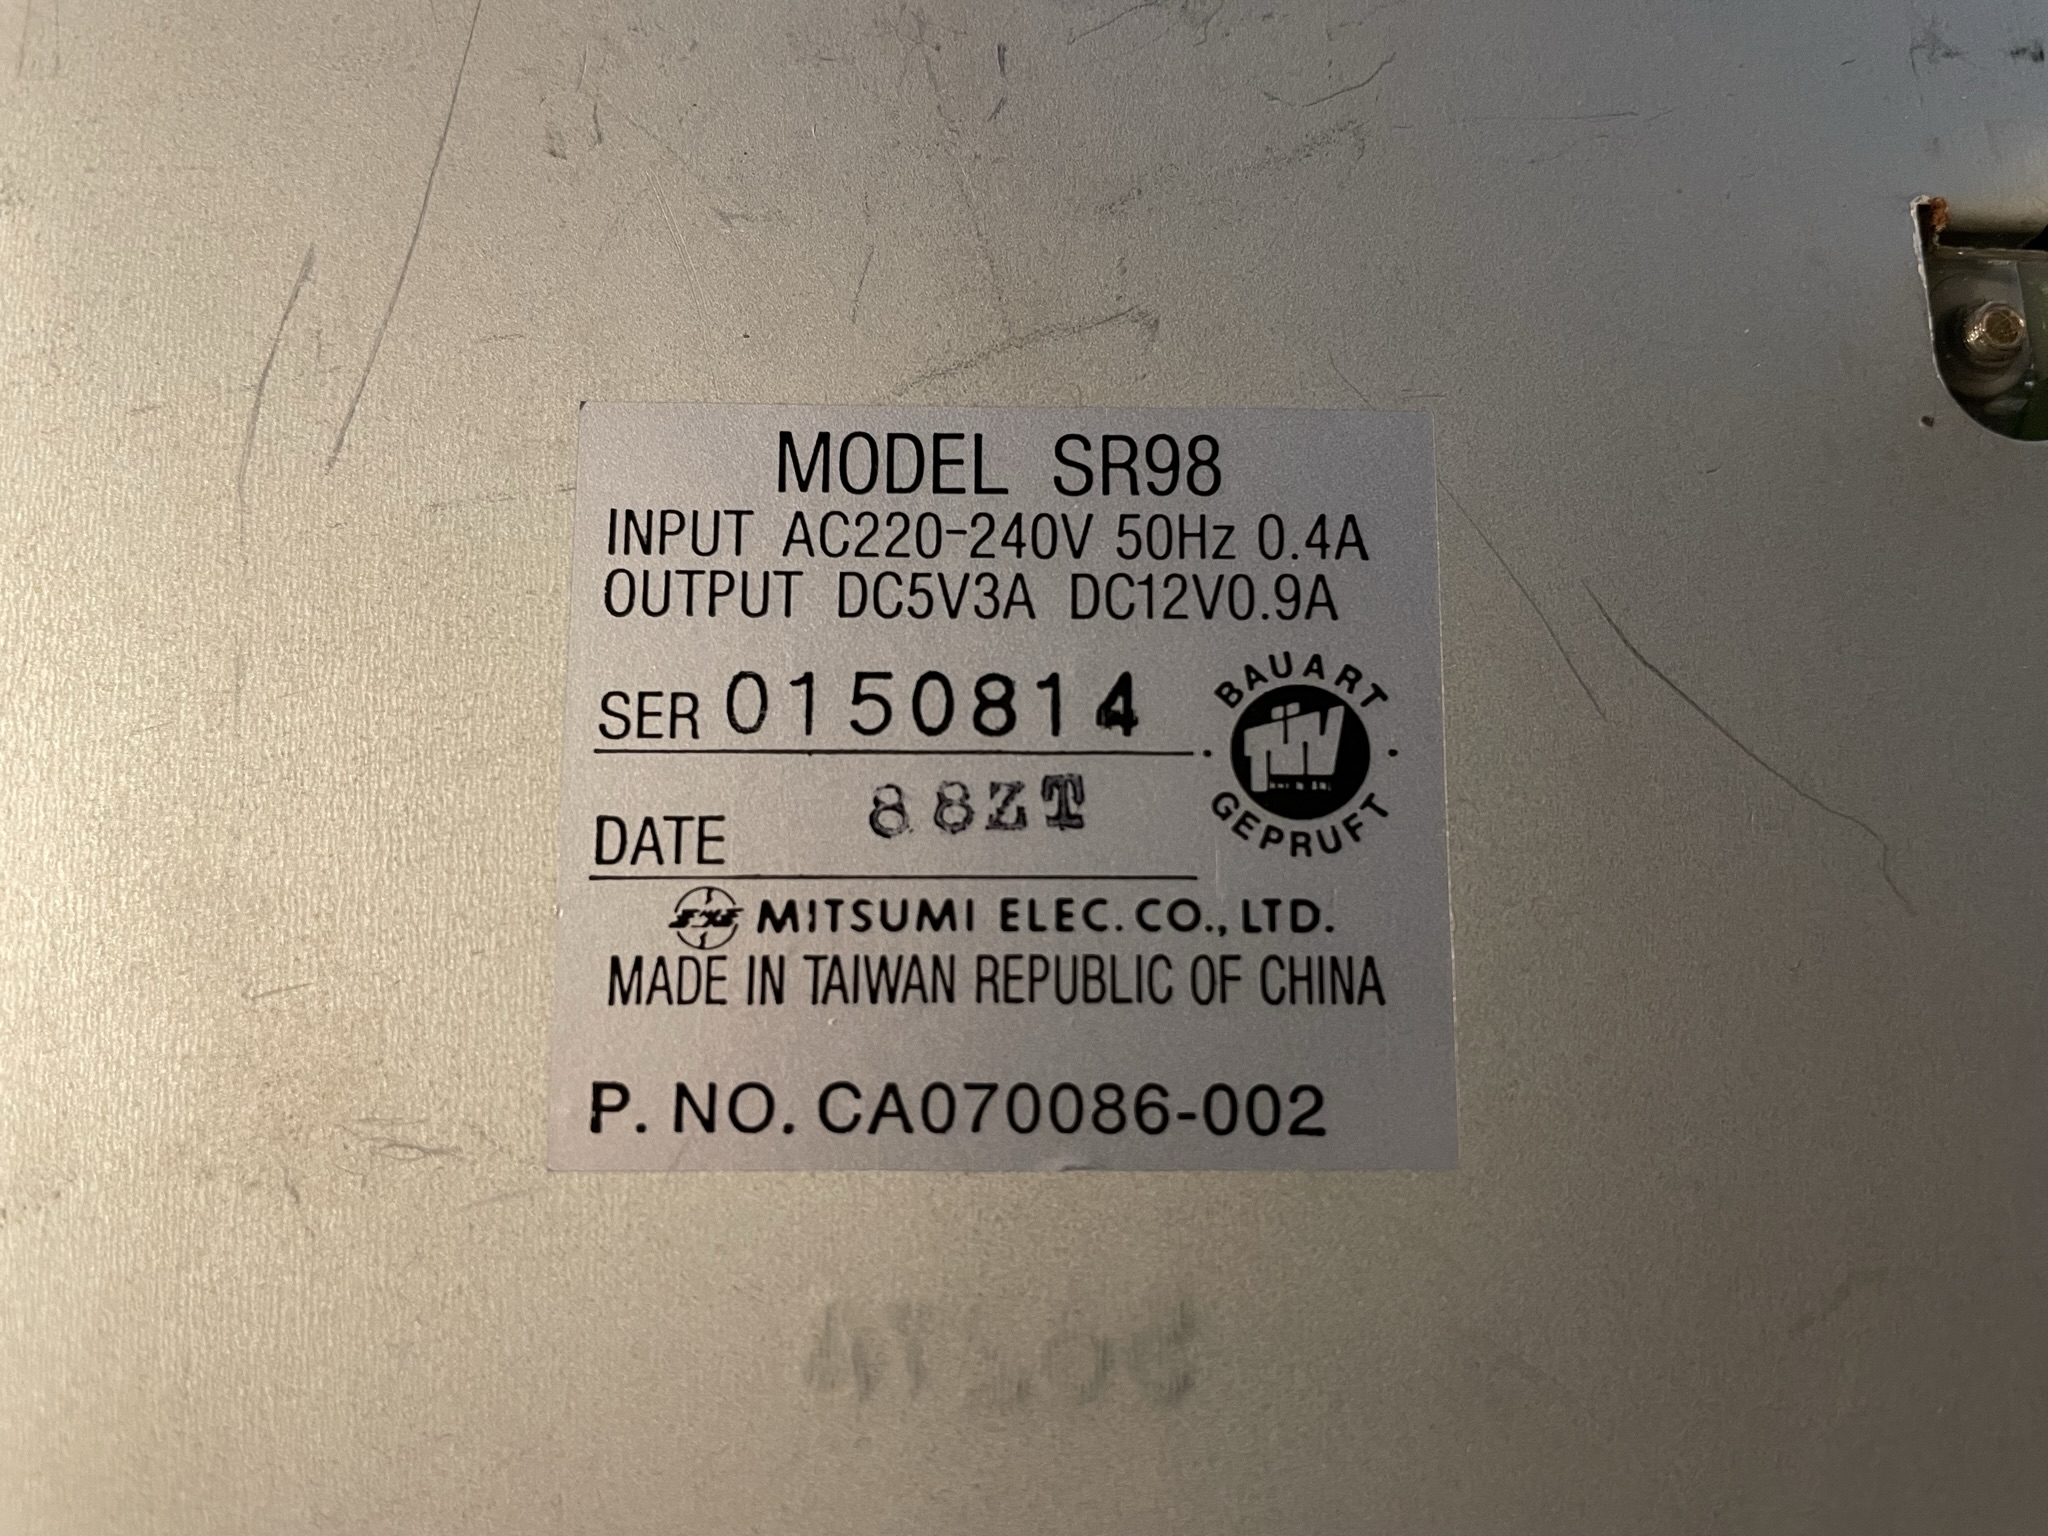 MODEL SR98
INPUT AC220-240V 50Hz 0.4A
OUTPUT DC5V3A DC12V0.9A
SER 0150814
BAUART
GEPRUFT
DATE 88ZT
MITSUMI ELEC. CO., LTD.
MADE IN TAIWAN REPUBLIC OF CHINA
P. NO. CA070086-002